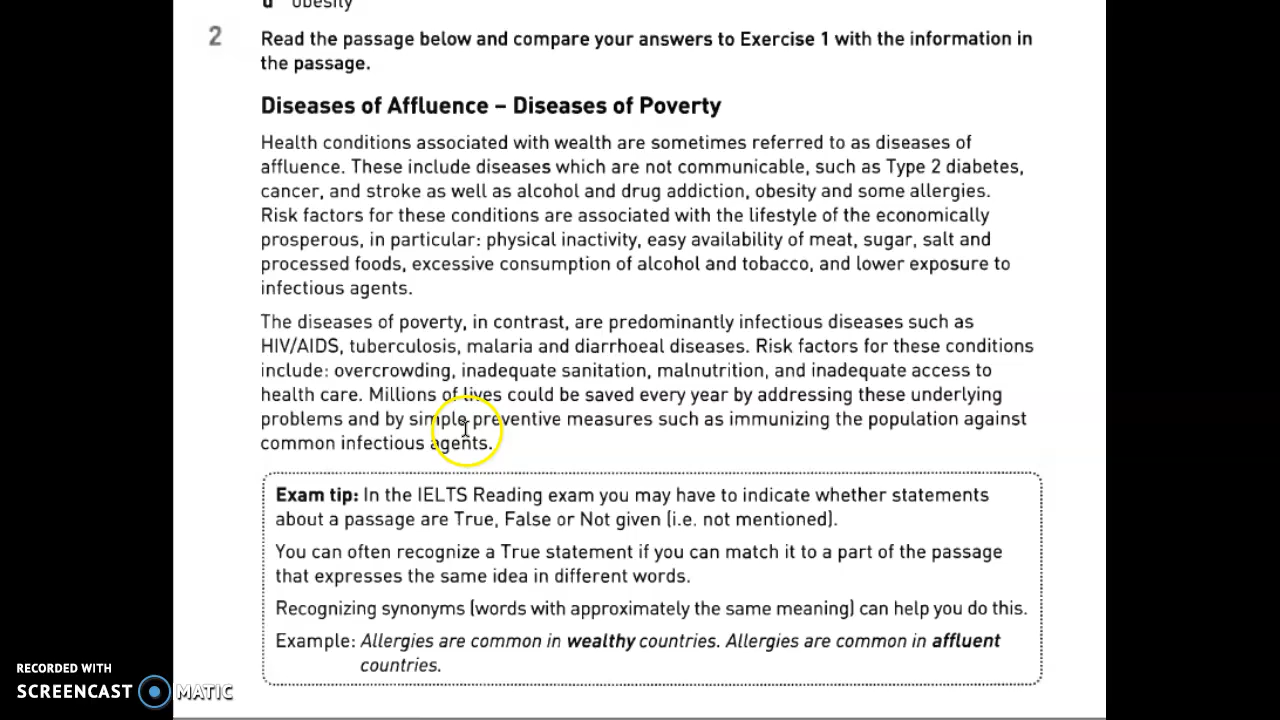 d obesity
2 Read the passage below and compare your answers to Exercise 1 with the information in
the passage.
Diseases of Affluence – Diseases of Poverty
Health conditions associated with wealth are sometimes referred to as diseases of
affluence. These include diseases which are not communicable, such as Type 2 diabetes,
cancer, and stroke as well as alcohol and drug addiction, obesity and some allergies.
Risk factors for these conditions are associated with the lifestyle of the economically
prosperous, in particular: physical inactivity, easy availability of meat, sugar, salt and
processed foods, excessive consumption of alcohol and tobacco, and lower exposure to
infectious agents.
The diseases of poverty, in contrast, are predominantly infectious diseases such as
HIV/AIDS, tuberculosis, malaria and diarrhoeal diseases. Risk factors for these conditions
include: overcrowding, inadequate sanitation, malnutrition, and inadequate access to
health care. Millions of lives could be saved every year by addressing these underlying
problems and by simple preventive measures such as immunizing the population against
common infectious agents.
Exam tip: In the IELTS Reading exam you may have to indicate whether statements
about a passage are True, False or Not given (i.e. not mentioned).
You can often recognize a True statement if you can match it to a part of the passage
that expresses the same idea in different words.
Recognizing synonyms (words with approximately the same meaning) can help you do this.
Example: Allergies are common in wealthy countries. Allergies are common in affluent
countries.
RECORDED WITH
SCREENCAST MATIC